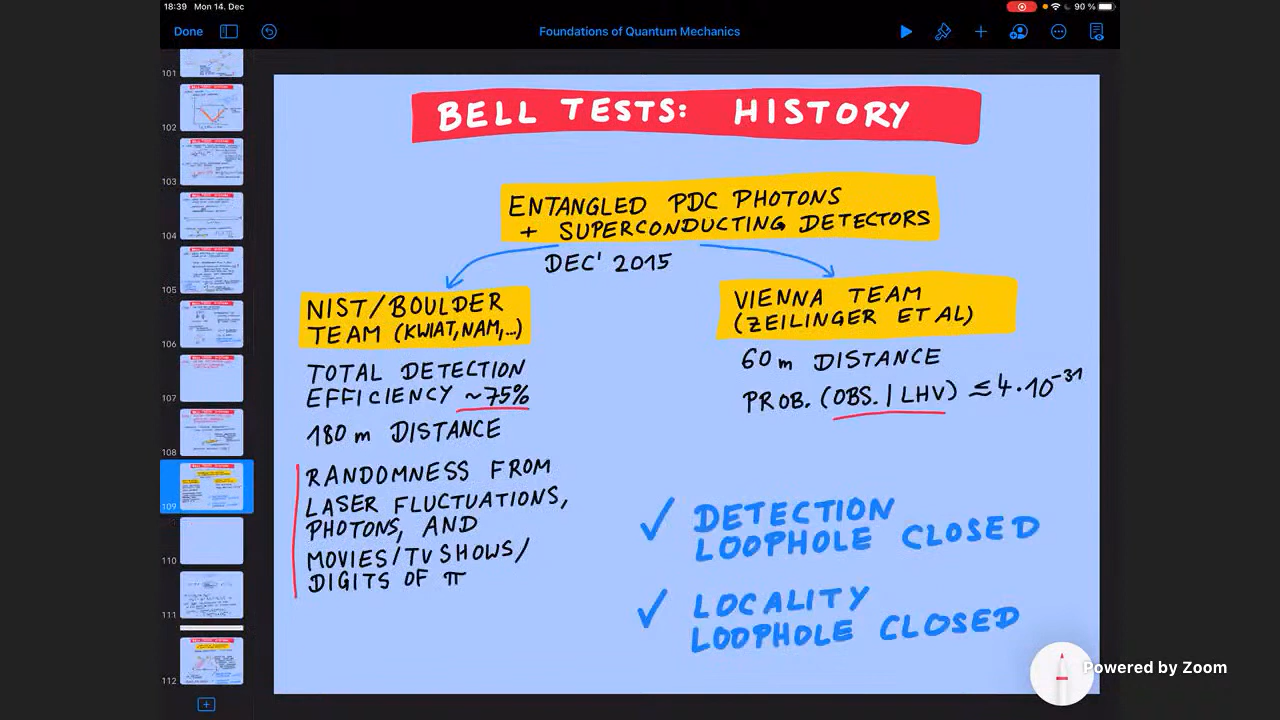 18:39 Mon 14. Dec
90 %
Done
Foundations of Quantum Mechanics
101
102
103
104
105
106
107
108
109
110
111
112
BELL TESTS: HISTORY
ENTANGLED PDC PHOTONS
+ SUPERCONDUCTING DETECTORS
DEC' 2015
NIST/BOULDER
TEAM (KWIAT, NAM, ...)
TOTAL DETECTION
EFFICIENCY ~75%
180 m DISTANCE
RANDOMNESS FROM
LASER FLUCTUATIONS,
PHOTONS, AND
MOVIES/TV SHOWS/
DIGITS OF π
VIENNA TEAM
(ZEILINGER ET AL)
60 m DISTANCE
PROB. (OBS. | LHV) ≤ 4·10⁻³¹
✓ DETECTION
LOOPHOLE CLOSED
✓ LOCALITY
LOOPHOLE CLOSED
Powered by Zoom